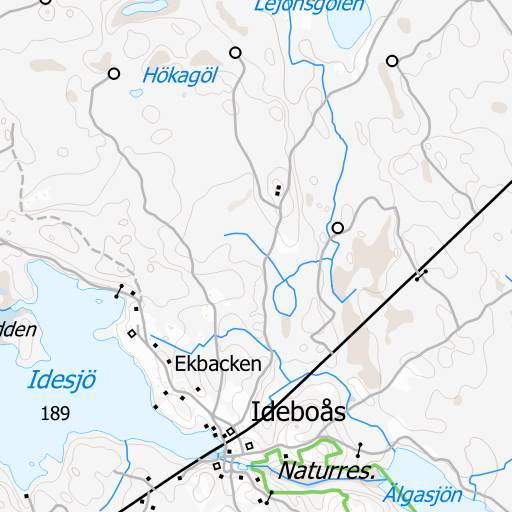 Lejonsgölen
Hökagöl
dden
Ekbacken
Idesjö
189
Ideboås
Naturres.
Älgasjön